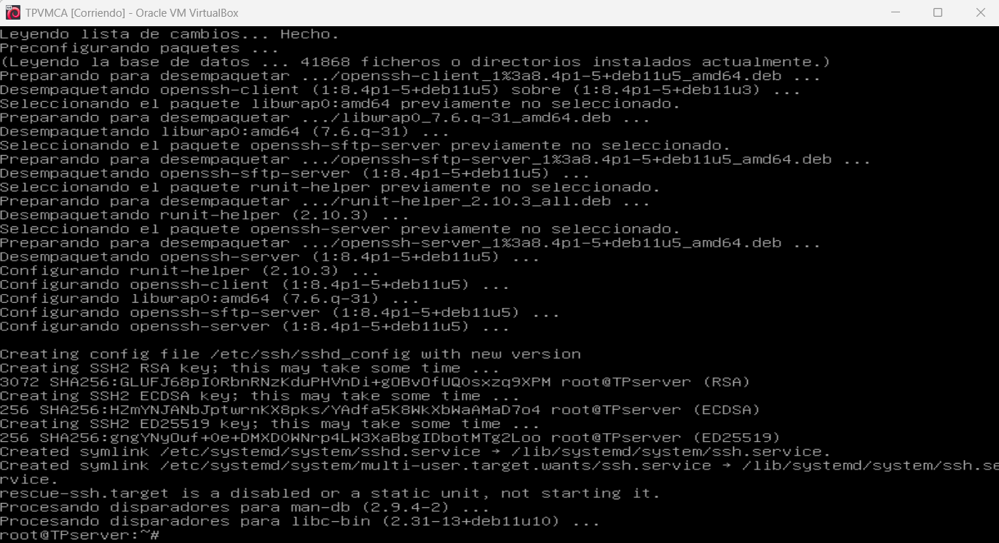 TPVMCA [Corriendo] - Oracle VM VirtualBox
Leyendo lista de cambios... Hecho.
Preconfigurando paquetes ...
(Leyendo la base de datos ... 41868 ficheros o directorios instalados actualmente.)
Preparando para desempaquetar .../openssh-client_1%3a8.4p1-5+deb11u5_amd64.deb ...
Desempaquetando openssh-client (1:8.4p1-5+deb11u5) sobre (1:8.4p1-5+deb11u3) ...
Seleccionando el paquete libwrap0:amd64 previamente no seleccionado.
Preparando para desempaquetar .../libwrap0_7.6.q-31_amd64.deb ...
Desempaquetando libwrap0:amd64 (7.6.q-31) ...
Seleccionando el paquete openssh-sftp-server previamente no seleccionado.
Preparando para desempaquetar .../openssh-sftp-server_1%3a8.4p1-5+deb11u5_amd64.deb ...
Desempaquetando openssh-sftp-server (1:8.4p1-5+deb11u5) ...
Seleccionando el paquete runit-helper previamente no seleccionado.
Preparando para desempaquetar .../runit-helper_2.10.3_all.deb ...
Desempaquetando runit-helper (2.10.3) ...
Seleccionando el paquete openssh-server previamente no seleccionado.
Preparando para desempaquetar .../openssh-server_1%3a8.4p1-5+deb11u5_amd64.deb ...
Desempaquetando openssh-server (1:8.4p1-5+deb11u5) ...
Configurando runit-helper (2.10.3) ...
Configurando openssh-client (1:8.4p1-5+deb11u5) ...
Configurando libwrap0:amd64 (7.6.q-31) ...
Configurando openssh-sftp-server (1:8.4p1-5+deb11u5) ...
Configurando openssh-server (1:8.4p1-5+deb11u5) ...
Creating config file /etc/ssh/sshd_config with new version
Creating SSH2 RSA key; this may take some time ...
3072 SHA256:GLUFJ68pIORbnRNzKduPHVnDi+gOBvOfUQOsxzq9XPM root@TPserver (RSA)
Creating SSH2 ECDSA key; this may take some time ...
256 SHA256:HZmYNJANbJptwrnKX8pks/YAdfa5K8WkXbWaAMaD7o4 root@TPserver (ECDSA)
Creating SSH2 ED25519 key; this may take some time ...
256 SHA256:gngYNyOuf+Oe+DMXDOWNrp4LW3XaBbgIDbotMTg2Loo root@TPserver (ED25519)
Created symlink /etc/systemd/system/sshd.service → /lib/systemd/system/ssh.service.
Created symlink /etc/systemd/system/multi-user.target.wants/ssh.service → /lib/systemd/system/ssh.se
rvice.
rescue-ssh.target is a disabled or a static unit, not starting it.
Procesando disparadores para man-db (2.9.4-2) ...
Procesando disparadores para libc-bin (2.31-13+deb11u10) ...
root@TPserver:~#